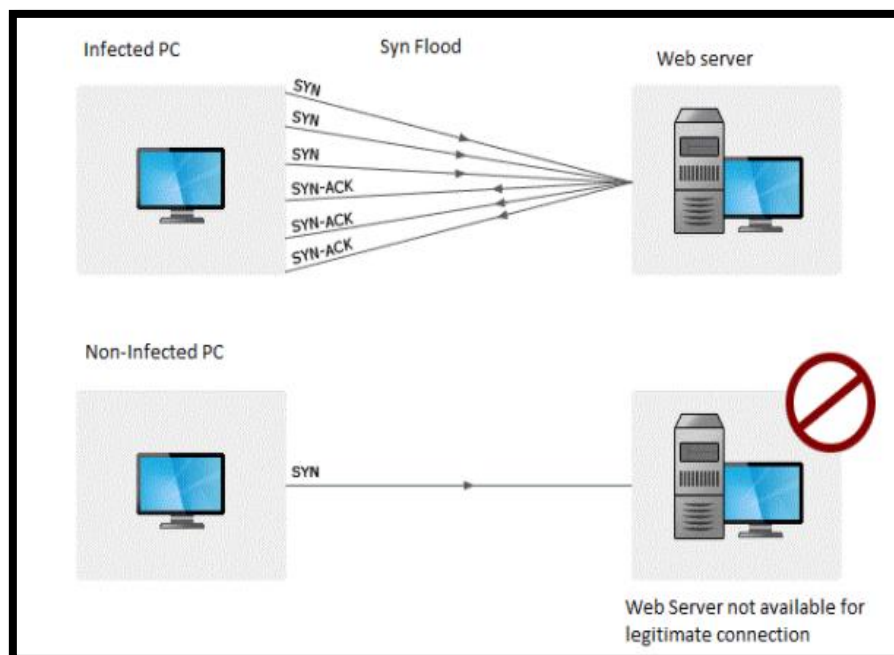 Infected PC
Syn Flood
Web server
SYN
SYN
SYN
SYN-ACK
SYN-ACK
SYN-ACK
Non-Infected PC
SYN
Web Server not available for
legitimate connection